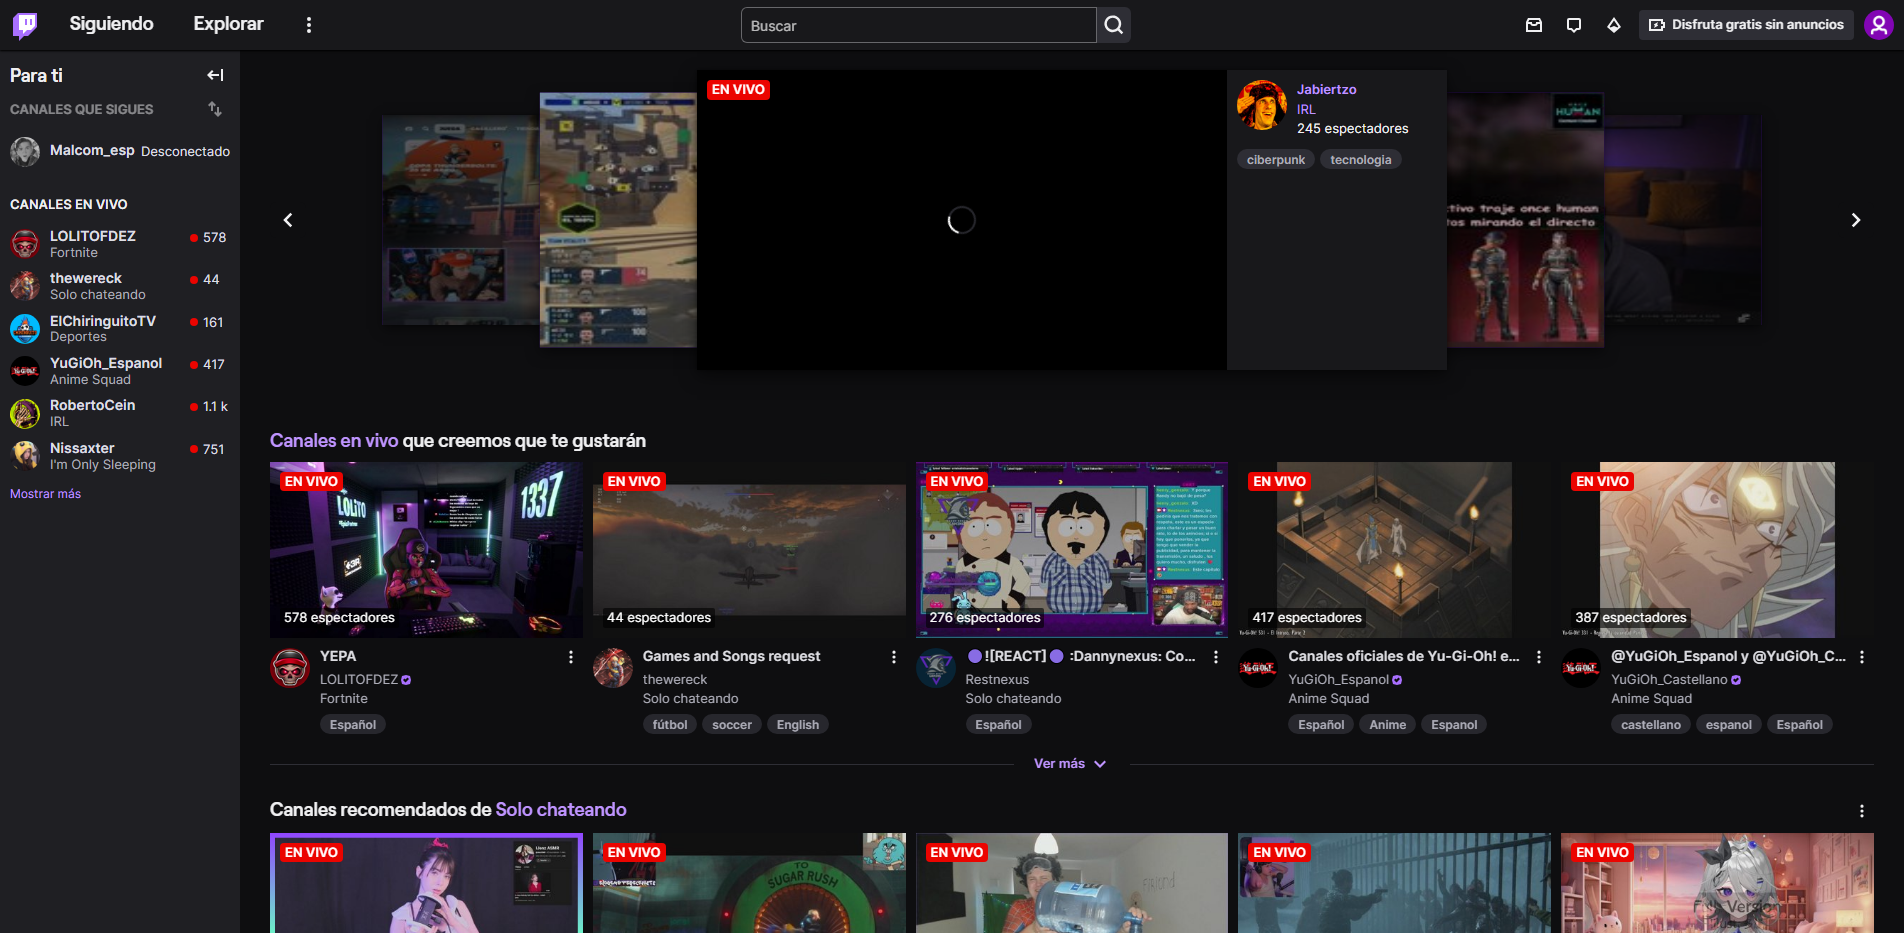 Siguiendo
Explorar
Buscar
Disfruta gratis sin anuncios
Para ti
CANALES QUE SIGUES
Malcom_esp Desconectado
CANALES EN VIVO
LOLITOFDEZ 578
Fortnite
thewereck 44
Solo chateando
ElChiringuitoTV 161
Deportes
YuGiOh_Espanol 417
Anime Squad
RobertoCein 1.1 k
IRL
Nissaxter 751
I'm Only Sleeping
Mostrar más
EN VIVO
Jabiertzo
IRL
245 espectadores
ciberpunk tecnologia
HUMAN
ctivo traje once human
tos mirando el directo
Canales en vivo que creemos que te gustarán
EN VIVO
LOLITO
1337
578 espectadores
YEPA
LOLITOFDEZ
Fortnite
Español
EN VIVO
44 espectadores
Games and Songs request
thewereck
Solo chateando
fútbol soccer English
EN VIVO
276 espectadores
![REACT] :Dannynexus: Co...
Restnexus
Solo chateando
Español
EN VIVO
417 espectadores
Canales oficiales de Yu-Gi-Oh! e...
YuGiOh_Espanol
Anime Squad
Español Anime Espanol
EN VIVO
387 espectadores
@YuGiOh_Espanol y @YuGiOh_C...
YuGiOh_Castellano
Anime Squad
castellano espanol Español
Ver más
Canales recomendados de Solo chateando
EN VIVO
EN VIVO
TO
SUGAR RUSH
EN VIVO
EN VIVO
EN VIVO